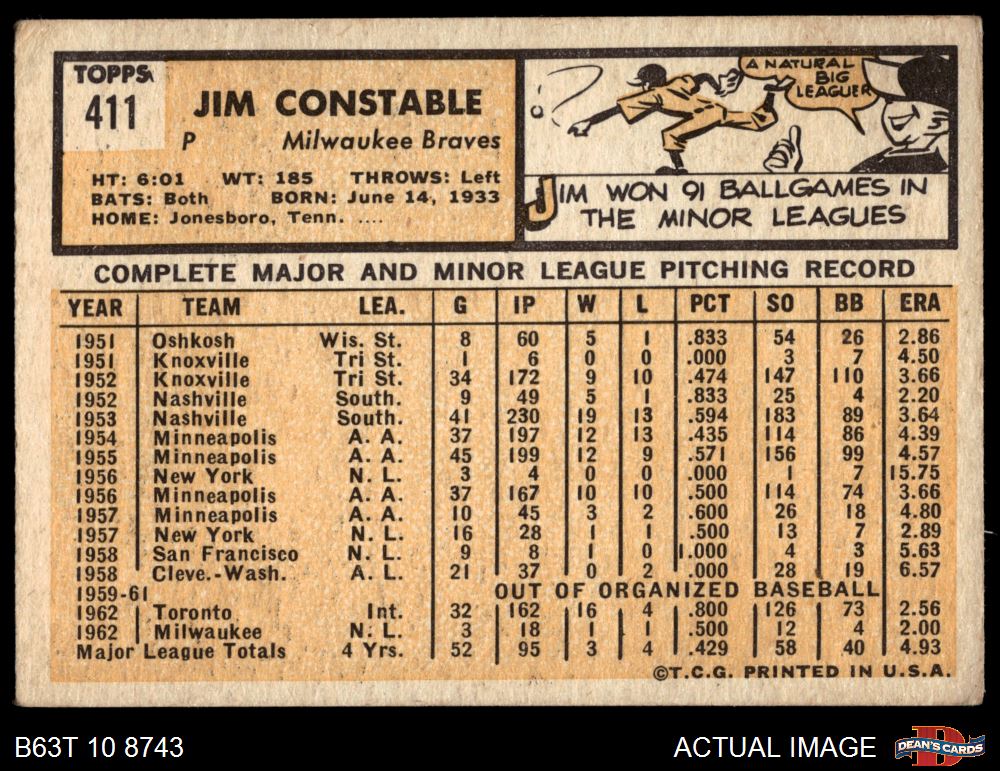 TOPPS
411
JIM CONSTABLE
P Milwaukee Braves
HT: 6:01 WT: 185 THROWS: Left
BATS: Both BORN: June 14, 1933
HOME: Jonesboro, Tenn. ....
A NATURAL
BIG
LEAGUER
JIM WON 91 BALLGAMES IN
THE MINOR LEAGUES
COMPLETE MAJOR AND MINOR LEAGUE PITCHING RECORD
YEAR TEAM LEA. G IP W L PCT SO BB ERA
1951 Oshkosh Wis. St. 8 60 5 1 .833 54 26 2.86
1951 Knoxville Tri St. 1 6 0 0 .000 3 7 4.50
1952 Knoxville Tri St. 34 172 9 10 .474 147 110 3.66
1952 Nashville South. 9 49 5 1 .833 25 4 2.20
1953 Nashville South. 41 230 19 13 .594 183 89 3.64
1954 Minneapolis A. A. 37 197 12 13 .435 114 86 4.39
1955 Minneapolis A. A. 45 199 12 9 .571 156 99 4.57
1956 New York N. L. 3 4 0 0 .000 1 7 15.75
1956 Minneapolis A. A. 37 167 10 10 .500 114 74 3.66
1957 Minneapolis A. A. 10 45 3 2 .600 26 18 4.80
1957 New York N. L. 16 28 1 1 .500 13 7 2.89
1958 San Francisco N. L. 9 8 1 0 1.000 4 3 5.63
1958 Cleve.-Wash. A. L. 21 37 0 2 .000 28 19 6.57
1959-61 OUT OF ORGANIZED BASEBALL
1962 Toronto Int. 32 162 16 4 .800 126 73 2.56
1962 Milwaukee N. L. 3 18 1 1 .500 12 4 2.00
Major League Totals 4 Yrs. 52 95 3 4 .429 58 40 4.93
©T.C.G. PRINTED IN U.S.A.
B63T 10 8743
ACTUAL IMAGE
D
DEAN'S CARDS